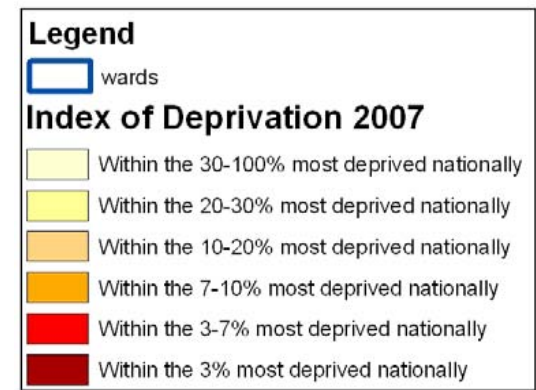 Legend
wards
Index of Deprivation 2007
Within the 30-100% most deprived nationally
Within the 20-30% most deprived nationally
Within the 10-20% most deprived nationally
Within the 7-10% most deprived nationally
Within the 3-7% most deprived nationally
Within the 3% most deprived nationally